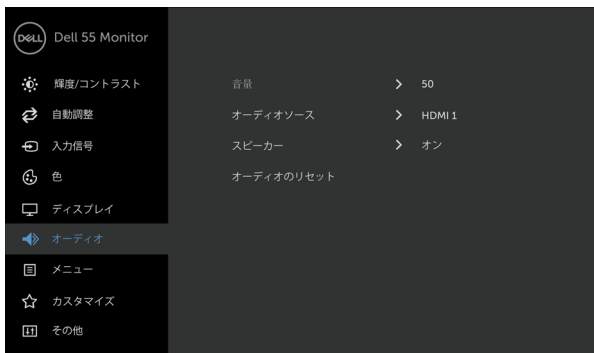 DELL Dell 55 Monitor
輝度/コントラスト
音量 50
自動調整
オーディオソース HDMI 1
入力信号
スピーカー オン
色
オーディオのリセット
ディスプレイ
オーディオ
メニュー
カスタマイズ
その他